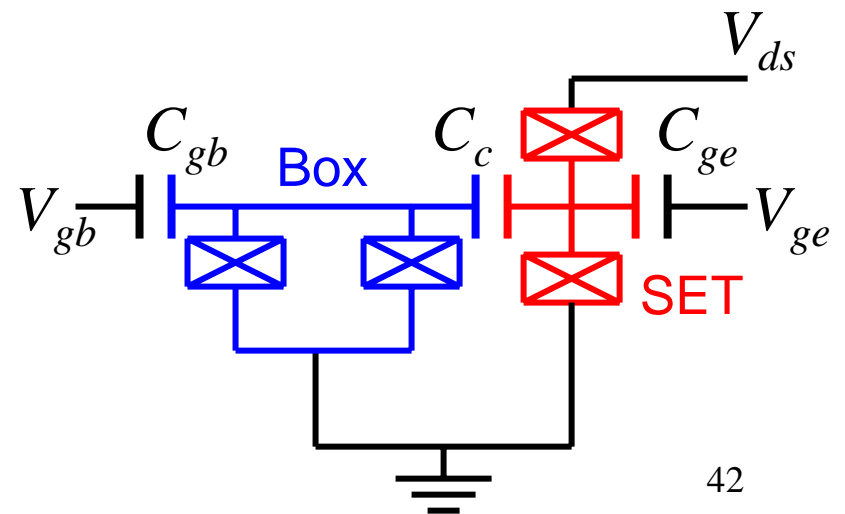 V_ds
C_gb
Box
C_c
C_ge
V_gb
V_ge
SET
42